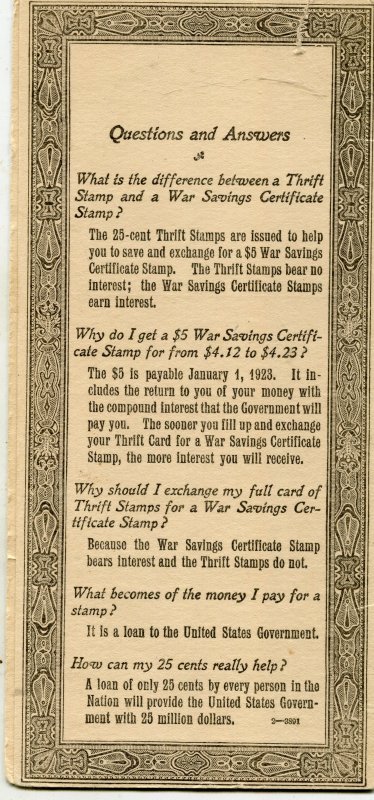 Questions and Answers
What is the difference between a Thrift
Stamp and a War Savings Certificate
Stamp?
The 25-cent Thrift Stamps are issued to help
you to save and exchange for a $5 War Savings
Certificate Stamp. The Thrift Stamps bear no
interest; the War Savings Certificate Stamps
earn interest.
Why do I get a $5 War Savings Certifi-
cate Stamp for from $4.12 to $4.23?
The $5 is payable January 1, 1923. It in-
cludes the return to you of your money with
the compound interest that the Government will
pay you. The sooner you fill up and exchange
your Thrift Card for a War Savings Certificate
Stamp, the more interest you will receive.
Why should I exchange my full card of
Thrift Stamps for a War Savings Cer-
tificate Stamp?
Because the War Savings Certificate Stamp
bears interest and the Thrift Stamps do not.
What becomes of the money I pay for a
stamp?
It is a loan to the United States Government.
How can my 25 cents really help?
A loan of only 25 cents by every person in the
Nation will provide the United States Govern-
ment with 25 million dollars. 2—3891